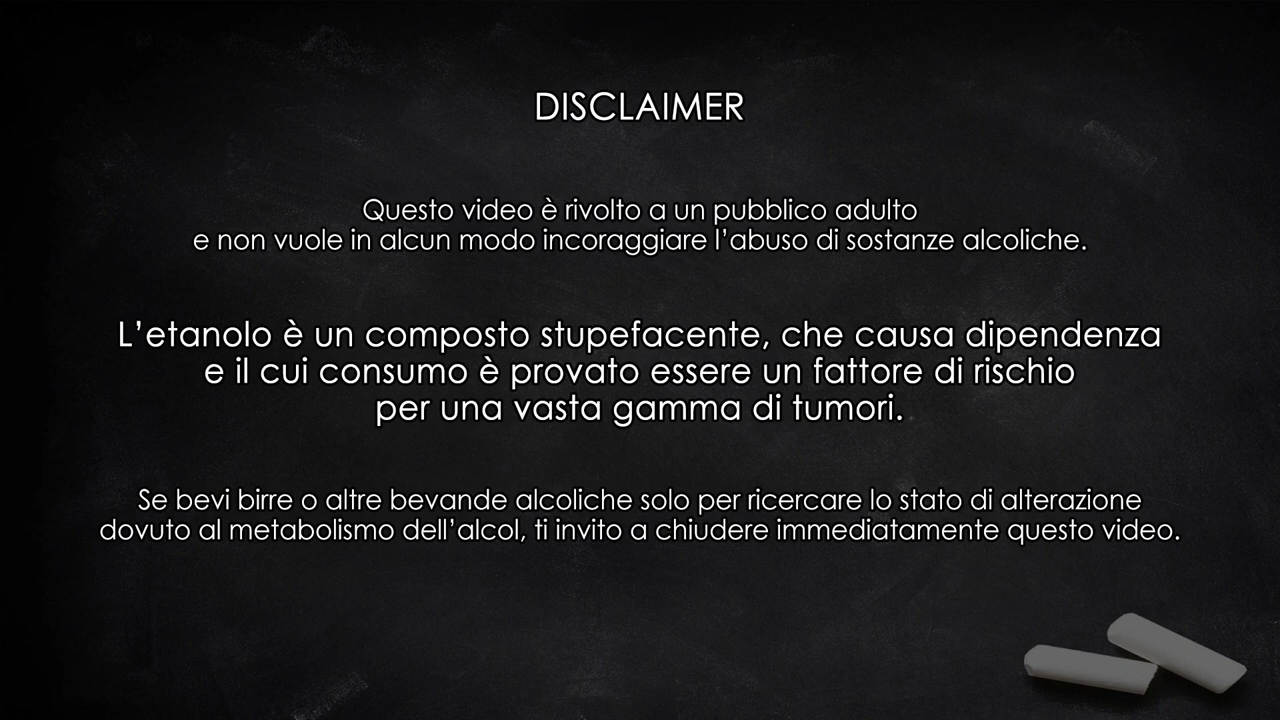 DISCLAIMER
Questo video è rivolto a un pubblico adulto
e non vuole in alcun modo incoraggiare l’abuso di sostanze alcoliche.
L’etanolo è un composto stupefacente, che causa dipendenza
e il cui consumo è provato essere un fattore di rischio
per una vasta gamma di tumori.
Se bevi birre o altre bevande alcoliche solo per ricercare lo stato di alterazione
dovuto al metabolismo dell’alcol, ti invito a chiudere immediatamente questo video.